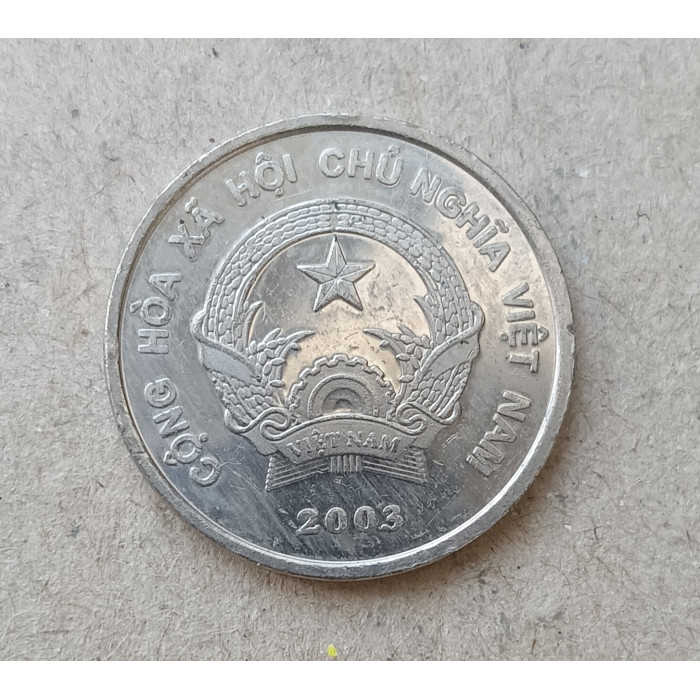 CỘNG HÒA XÃ HỘI CHỦ NGHĨA VIỆT NAM
VIỆT NAM
2003